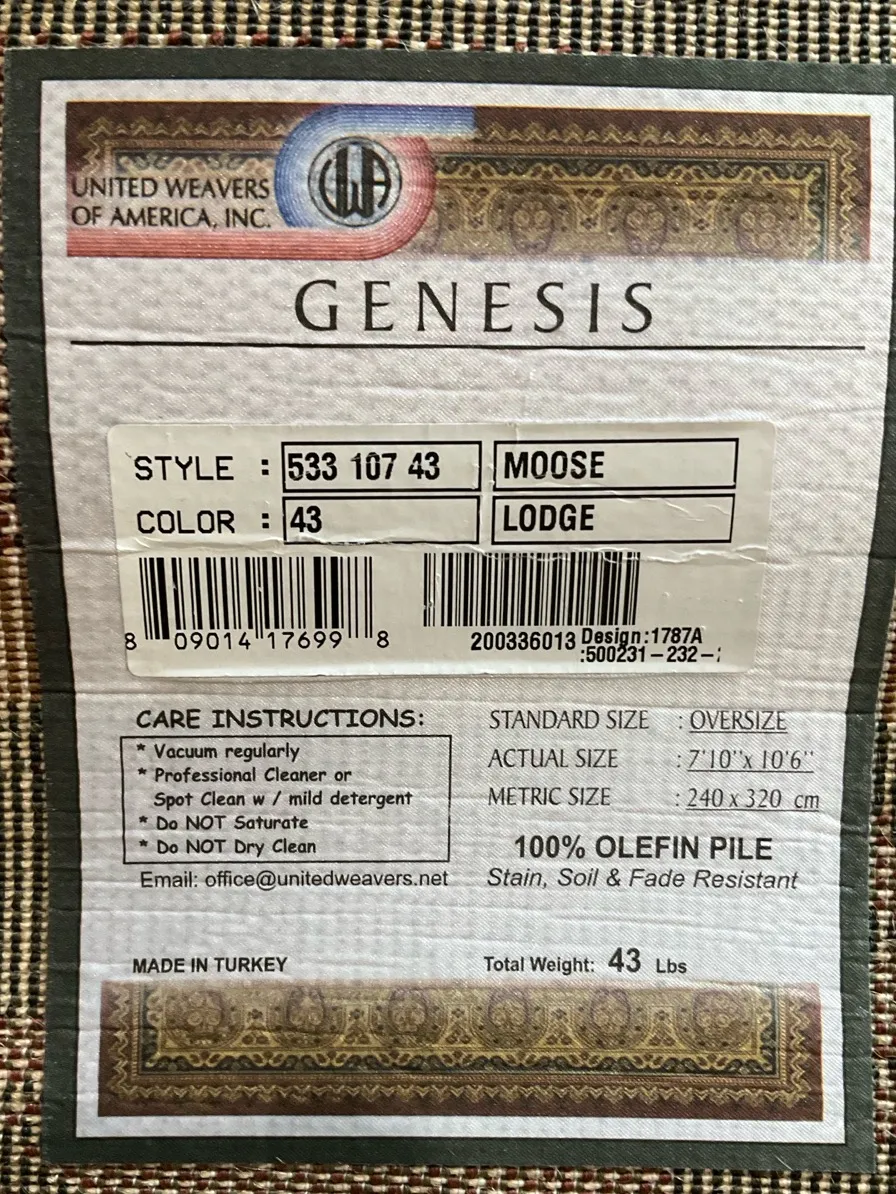 UNITED WEAVERS
OF AMERICA, INC.
UWA
GENESIS
STYLE : 533 107 43 MOOSE
COLOR : 43 LODGE
8 09014 17699 8
200336013 Design:1787A
:500231-232-
CARE INSTRUCTIONS:
* Vacuum regularly
* Professional Cleaner or
Spot Clean w / mild detergent
* Do NOT Saturate
* Do NOT Dry Clean
Email: office@unitedweavers.net
STANDARD SIZE : OVERSIZE
ACTUAL SIZE : 7'10"x 10'6"
METRIC SIZE : 240 x 320 cm
100% OLEFIN PILE
Stain, Soil & Fade Resistant
MADE IN TURKEY
Total Weight: 43 Lbs